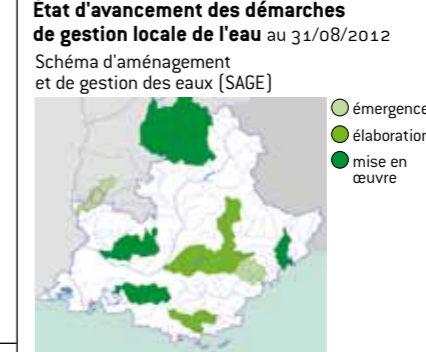 État d'avancement des démarches
de gestion locale de l'eau au 31/08/2012
Schéma d'aménagement
et de gestion des eaux (SAGE)
émergence
élaboration
mise en
œuvre